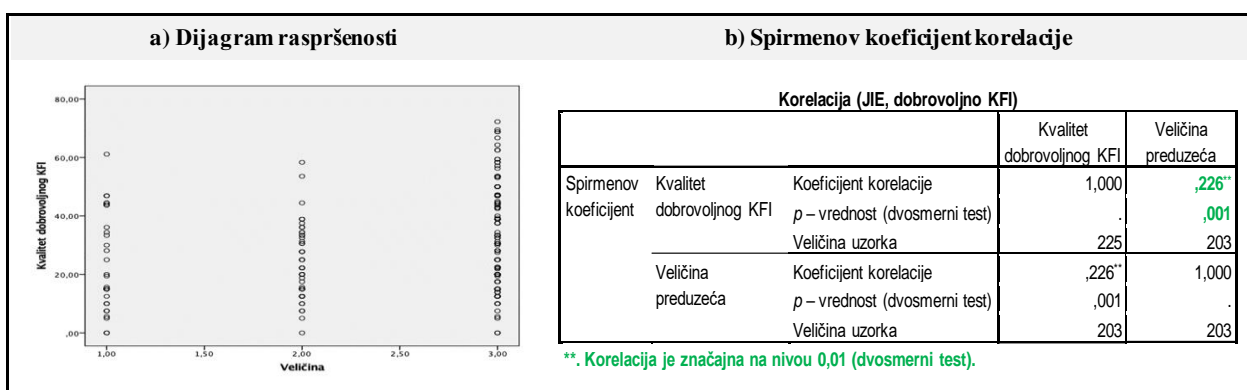 a) Dijagram raspršenosti
b) Spirmenov koeficijent korelacije
80,00
60,00
40,00
20,00
,00
Kvalitet dobrovoljnog KFI
1,00 1,50 2,00 2,50 3,00
Veličina
Korelacija (JIE, dobrovoljno KFI)
Kvalitet dobrovoljnog KFI
Veličina preduzeća
Spirmenov koeficijent
Kvalitet dobrovoljnog KFI
Koeficijent korelacije 1,000 ,226**
p – vrednost (dvosmerni test) . ,001
Veličina uzorka 225 203
Veličina preduzeća
Koeficijent korelacije ,226** 1,000
p – vrednost (dvosmerni test) ,001 .
Veličina uzorka 203 203
**. Korelacija je značajna na nivou 0,01 (dvosmerni test).